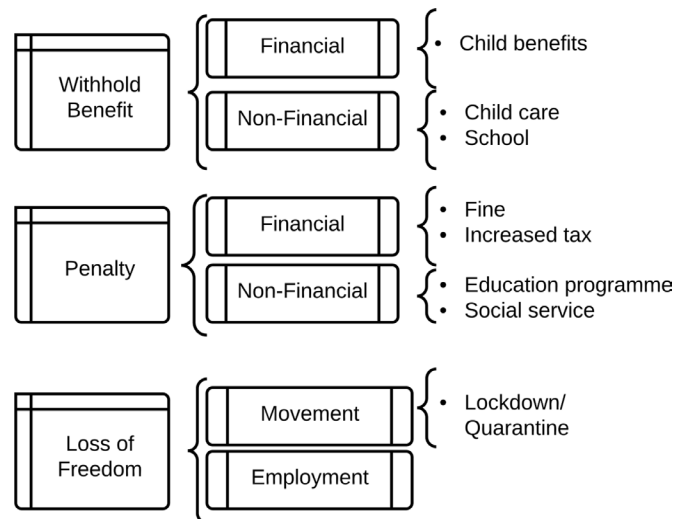 Withhold
Benefit
Financial
• Child benefits
Non-Financial
• Child care
• School
Penalty
Financial
• Fine
• Increased tax
Non-Financial
• Education programme
• Social service
Loss of
Freedom
Movement
• Lockdown/
Quarantine
Employment